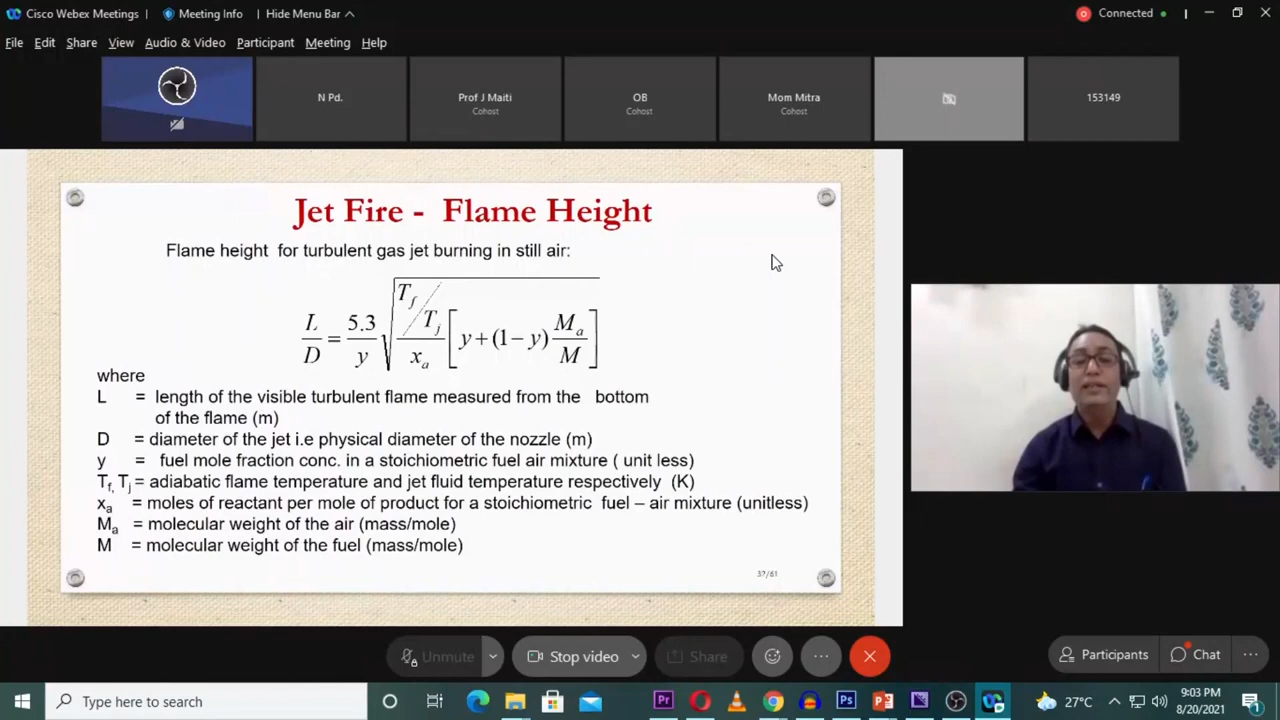 Cisco Webex Meetings | Meeting Info | Hide Menu Bar
Connected
File Edit Share View Audio & Video Participant Meeting Help
N Pd.
Prof J Maiti
Cohost
OB
Cohost
Mom Mitra
Cohost
153149
Jet Fire - Flame Height
Flame height for turbulent gas jet burning in still air:
L/D = 5.3/y √((T_f/T_j)/x_a [y+(1−y) M_a/M])
where
L = length of the visible turbulent flame measured from the bottom
of the flame (m)
D = diameter of the jet i.e physical diameter of the nozzle (m)
y = fuel mole fraction conc. in a stoichiometric fuel air mixture ( unit less)
Tf, Tj = adiabatic flame temperature and jet fluid temperature respectively (K)
xa = moles of reactant per mole of product for a stoichiometric fuel – air mixture (unitless)
Ma = molecular weight of the air (mass/mole)
M = molecular weight of the fuel (mass/mole)
37/61
Unmute Stop video Share Participants Chat
Type here to search
Pr Ps P
27°C
9:03 PM
8/20/2021
1